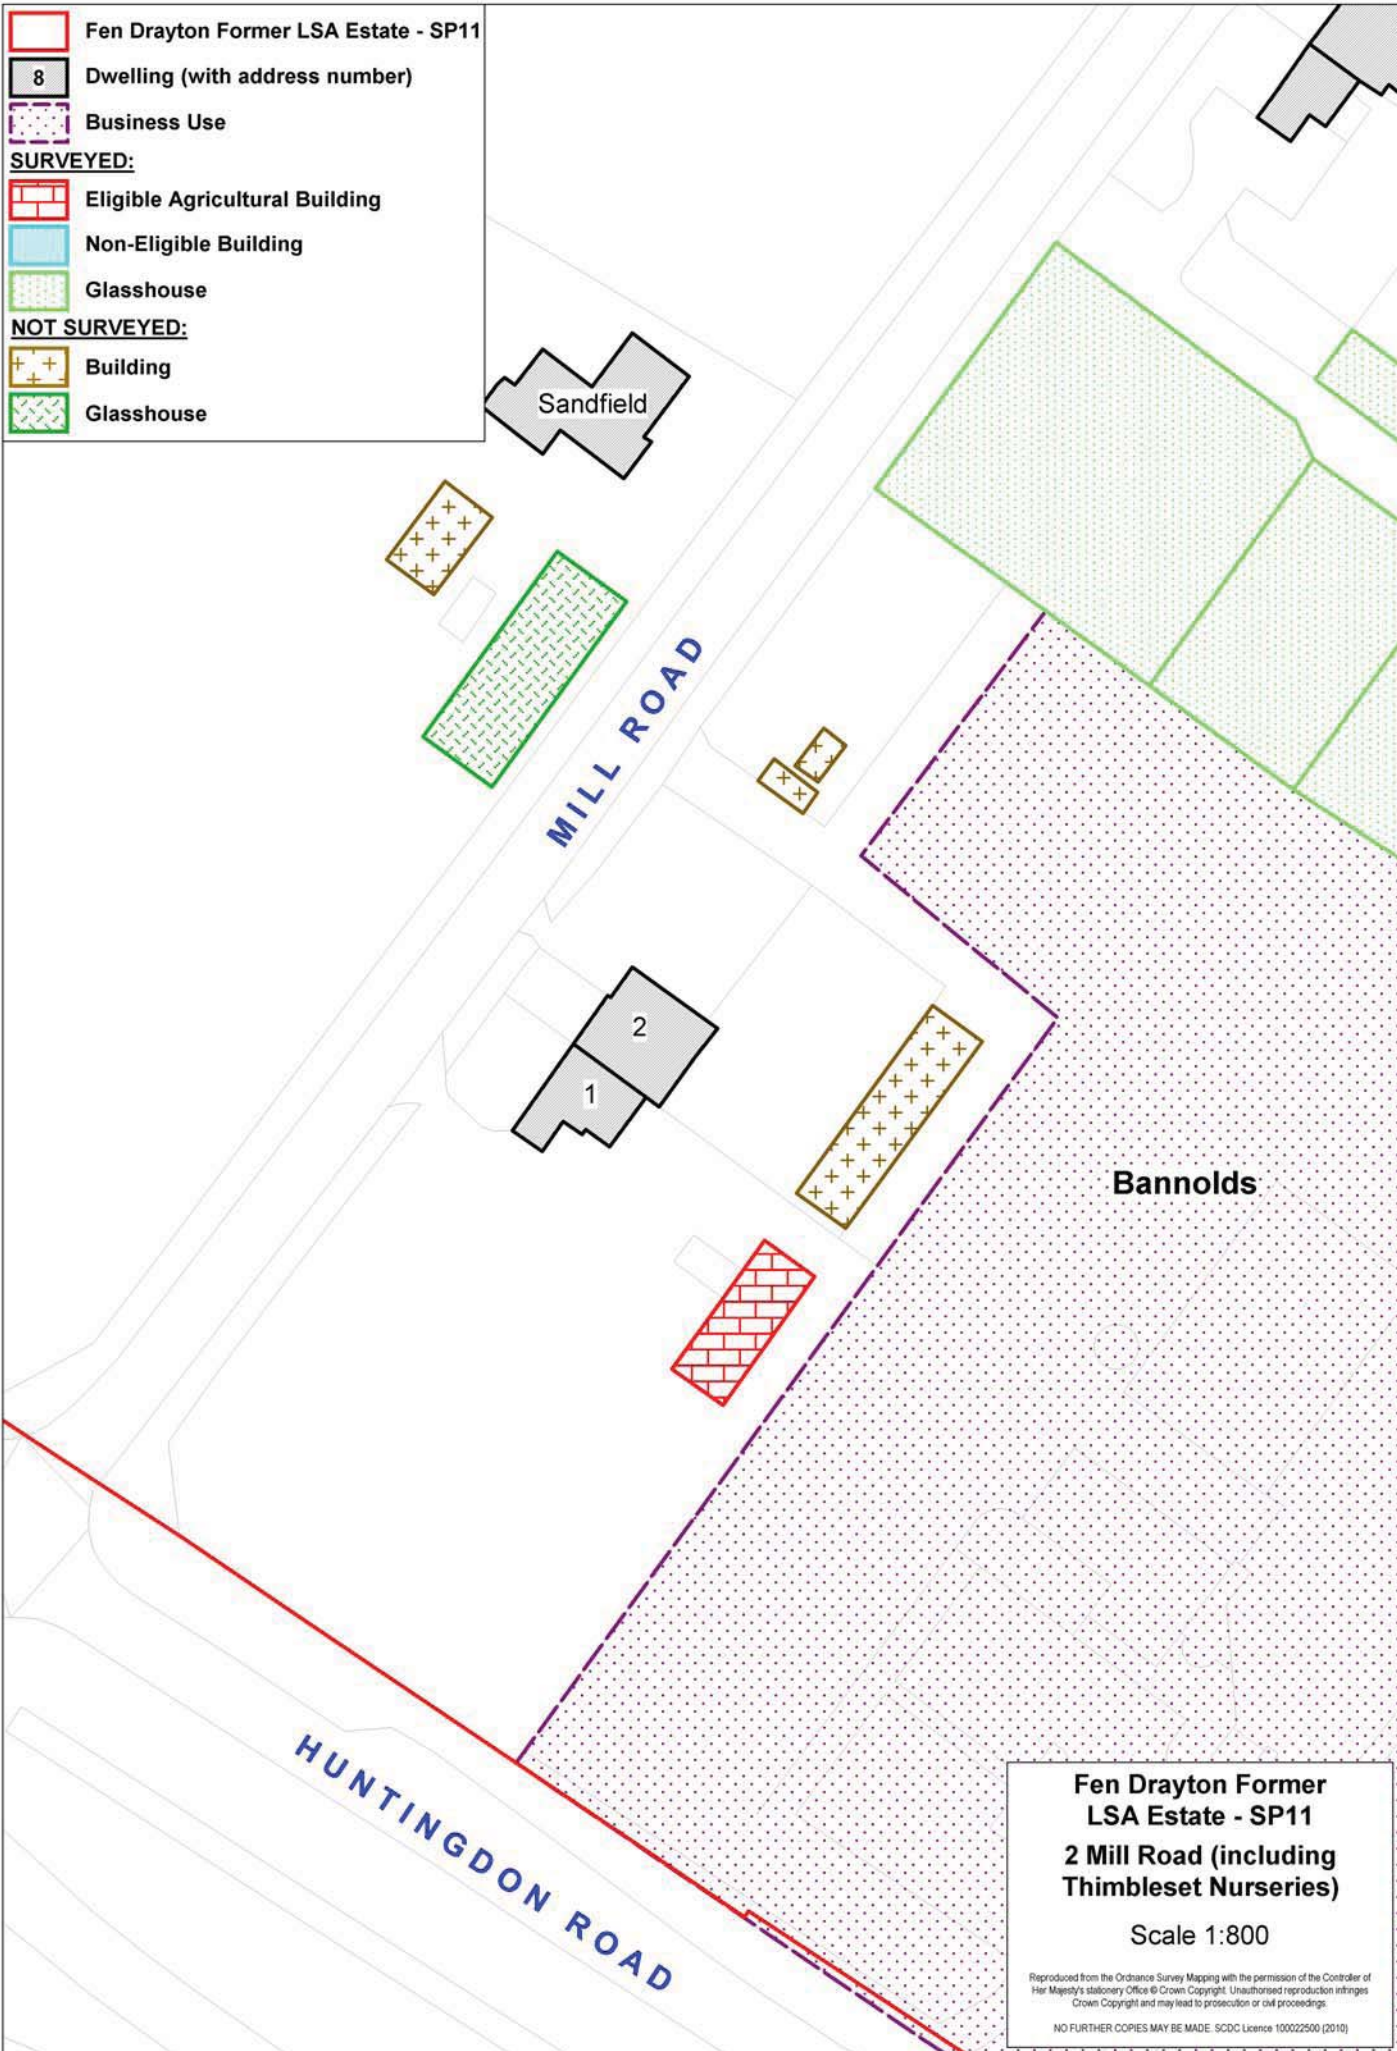 Fen Drayton Former LSA Estate - SP11
8
Dwelling (with address number)
Business Use
SURVEYED:
Eligible Agricultural Building
Non-Eligible Building
Glasshouse
NOT SURVEYED:
Building
Glasshouse
Sandfield
MILL ROAD
2
1
Bannolds
HUNTINGDON ROAD
Fen Drayton Former
LSA Estate - SP11
2 Mill Road (including
Thimbleset Nurseries)
Scale 1:800
Reproduced from the Ordnance Survey Mapping with the permission of the Controller of
Her Majesty's stationery Office © Crown Copyright. Unauthorised reproduction infringes
Crown Copyright and may lead to prosecution or civil proceedings.
NO FURTHER COPIES MAY BE MADE. SCDC Licence 100022500 (2010)